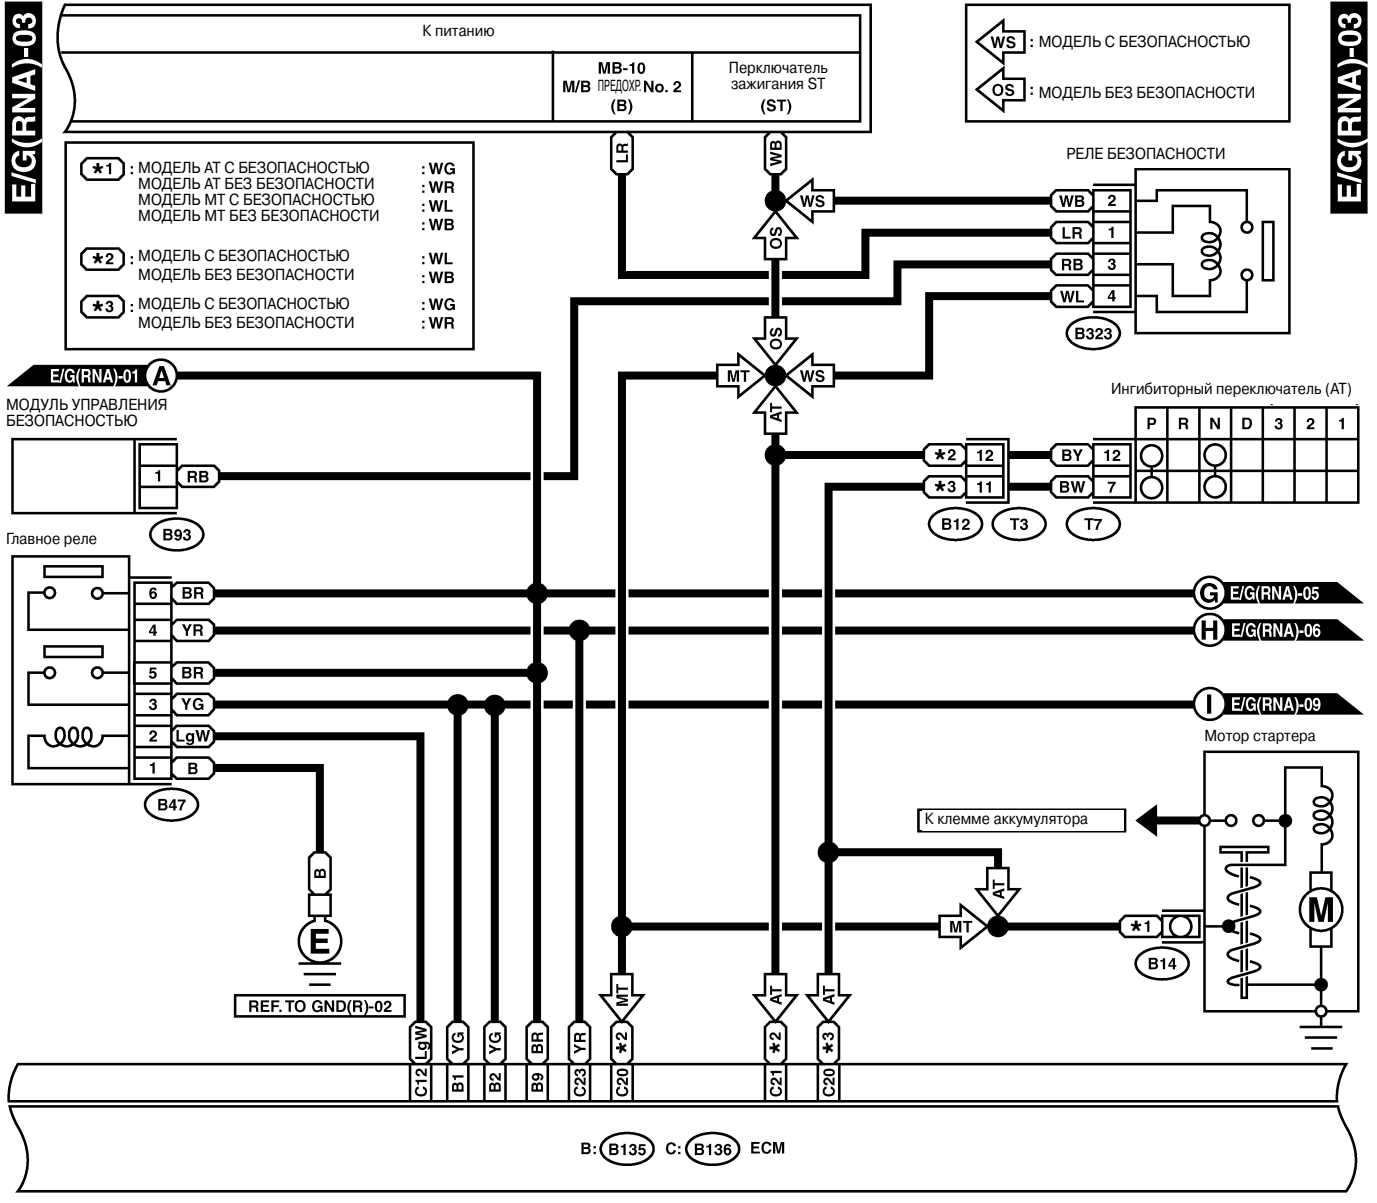 E/G(RNA)-03
К питанию
MB-10
M/B ПРЕДОХР. No. 2
(B)
Перключатель
зажигания ST
(ST)
WS : МОДЕЛЬ С БЕЗОПАСНОСТЬЮ
OS : МОДЕЛЬ БЕЗ БЕЗОПАСНОСТИ
E/G(RNA)-03
LR
WB
*1 : МОДЕЛЬ АТ С БЕЗОПАСНОСТЬЮ : WG
МОДЕЛЬ АТ БЕЗ БЕЗОПАСНОСТИ : WR
МОДЕЛЬ МТ С БЕЗОПАСНОСТЬЮ : WL
МОДЕЛЬ МТ БЕЗ БЕЗОПАСНОСТИ : WB
*2 : МОДЕЛЬ С БЕЗОПАСНОСТЬЮ : WL
МОДЕЛЬ БЕЗ БЕЗОПАСНОСТИ : WB
*3 : МОДЕЛЬ С БЕЗОПАСНОСТЬЮ : WG
МОДЕЛЬ БЕЗ БЕЗОПАСНОСТИ : WR
РЕЛЕ БЕЗОПАСНОСТИ
WS
WB 2
OS
LR 1
RB 3
WL 4
B323
OS
MT
WS
AT
E/G(RNA)-01 A
МОДУЛЬ УПРАВЛЕНИЯ
БЕЗОПАСНОСТЬЮ
1 RB
B93
Ингибиторный переключатель (АТ)
P R N D 3 2 1
*2 12 BY 12
*3 11 BW 7
B12 T3 T7
Главное реле
6 BR
G E/G(RNA)-05
4 YR
H E/G(RNA)-06
5 BR
3 YG
I E/G(RNA)-09
2 LgW
1 B
B47
Мотор стартера
К клемме аккумулятора
B
E
REF. TO GND(R)-02
AT
MT
*1
B14
M
MT
AT
AT
LgW YG YG BR YR *2 *2 *3
C12 B1 B2 B9 C23 C20 C21 C20
B: B135 C: B136 ECM